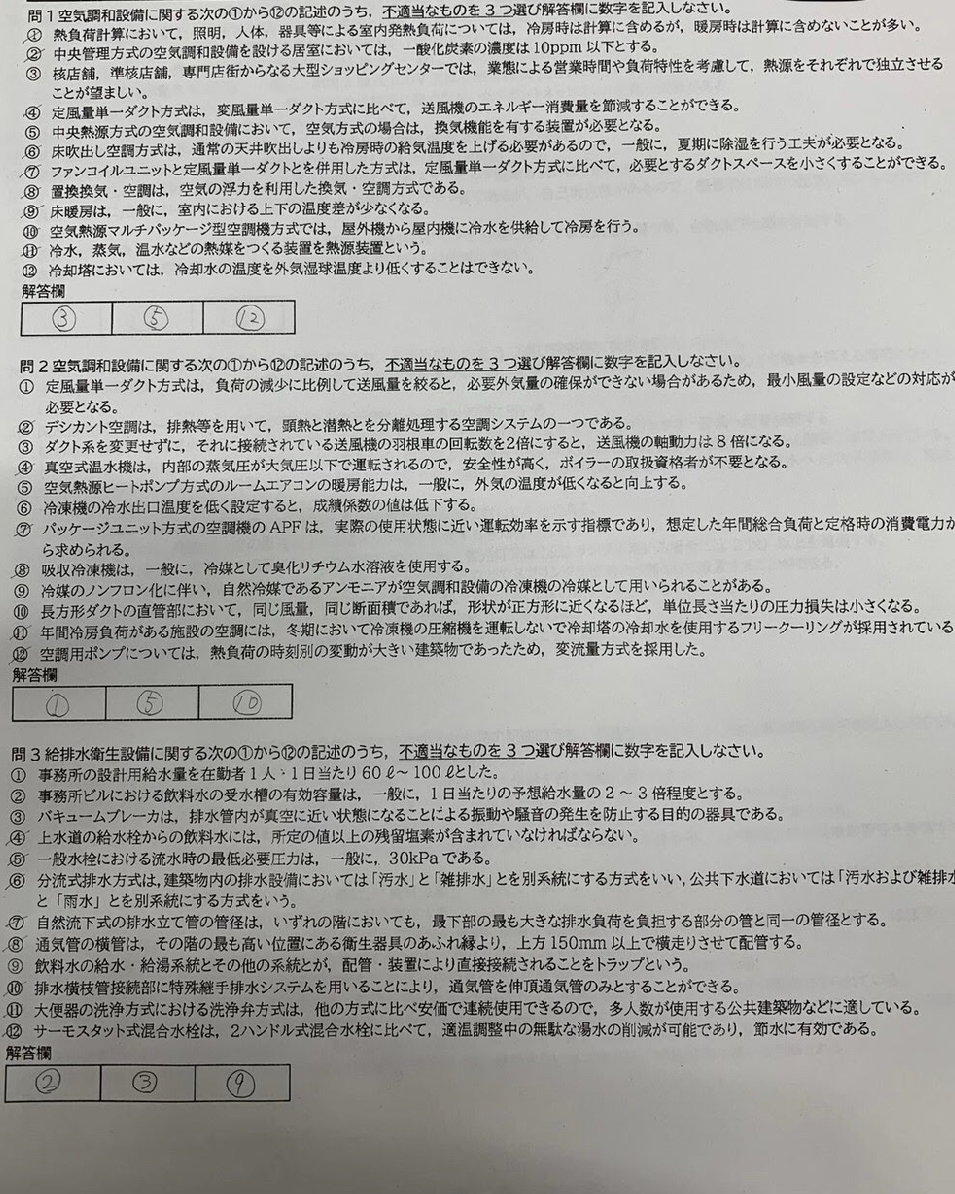 問1空気調和設備に関する次の①から⑫の記述のうち，不適当なものを３つ選び解答欄に数字を記入しなさい。
① 熱負荷計算において，照明，人体，器具等による室内発熱負荷については，冷房時は計算に含めるが，暖房時は計算に含めないことが多い。
② 中央管理方式の空気調和設備を設ける居室においては，一酸化炭素の濃度は10ppm以下とする。
③ 核店舗，準核店舗，専門店街からなる大型ショッピングセンターでは，業態による営業時間や負荷特性を考慮して，熱源をそれぞれで独立させる
ことが望ましい。
④ 定風量単一ダクト方式は，変風量単一ダクト方式に比べて，送風機のエネルギー消費量を節減することができる。
⑤ 中央熱源方式の空気調和設備において，空気方式の場合は，換気機能を有する装置が必要となる。
⑥ 床吹出し空調方式は，通常の天井吹出しよりも冷房時の給気温度を上げる必要があるので，一般に，夏期に除湿を行う工夫が必要となる。
⑦ ファンコイルユニットと定風量単一ダクトとを併用した方式は，定風量単一ダクト方式に比べて，必要とするダクトスペースを小さくすることができる。
⑧ 置換換気・空調は，空気の浮力を利用した換気・空調方式である。
⑨ 床暖房は，一般に，室内における上下の温度差が少なくなる。
⑩ 空気熱源マルチパッケージ型空調機方式では，屋外機から屋内機に冷水を供給して冷房を行う。
⑪ 冷水，蒸気，温水などの熱媒をつくる装置を熱源装置という。
⑫ 冷却塔においては，冷却水の温度を外気湿球温度より低くすることはできない。
解答欄
③ ⑤ ⑫
問2空気調和設備に関する次の①から⑫の記述のうち，不適当なものを３つ選び解答欄に数字を記入しなさい。
① 定風量単一ダクト方式は，負荷の減少に比例して送風量を絞ると，必要外気量の確保ができない場合があるため，最小風量の設定などの対応が
必要となる。
② デシカント空調は，排熱等を用いて，顕熱と潜熱とを分離処理する空調システムの一つである。
③ ダクト系を変更せずに，それに接続されている送風機の羽根車の回転数を2倍にすると，送風機の軸動力は８倍になる。
④ 真空式温水機は，内部の蒸気圧が大気圧以下で運転されるので，安全性が高く，ボイラーの取扱資格者が不要となる。
⑤ 空気熱源ヒートポンプ方式のルームエアコンの暖房能力は，一般に，外気の温度が低くなると向上する。
⑥ 冷凍機の冷水出口温度を低く設定すると，成績係数の値は低下する。
⑦ パッケージユニット方式の空調機のＡＰＦは，実際の使用状態に近い運転効率を示す指標であり，想定した年間総合負荷と定格時の消費電力か
ら求められる。
⑧ 吸収冷凍機は，一般に，冷媒として臭化リチウム水溶液を使用する。
⑨ 冷媒のノンフロン化に伴い，自然冷媒であるアンモニアが空気調和設備の冷凍機の冷媒として用いられることがある。
⑩ 長方形ダクトの直管部において，同じ風量，同じ断面積であれば，形状が正方形に近くなるほど，単位長さ当たりの圧力損失は小さくなる。
⑪ 年間冷房負荷がある施設の空調には，冬期において冷凍機の圧縮機を運転しないで冷却塔の冷却水を使用するフリークーリングが採用されている
⑫ 空調用ポンプについては，熱負荷の時刻別の変動が大きい建築物であったため，変流量方式を採用した。
解答欄
① ⑤ ⑩
問3給排水衛生設備に関する次の①から⑫の記述のうち，不適当なものを３つ選び解答欄に数字を記入しなさい。
① 事務所の設計用給水量を在勤者１人・１日当たり 60ℓ～100ℓとした。
② 事務所ビルにおける飲料水の受水槽の有効容量は，一般に，１日当たりの予想給水量の２～３倍程度とする。
③ バキュームブレーカは，排水管内が真空に近い状態になることによる振動や騒音の発生を防止する目的の器具である。
④ 上水道の給水栓からの飲料水には，所定の値以上の残留塩素が含まれていなければならない。
⑤ 一般水栓における流水時の最低必要圧力は，一般に，30kPaである。
⑥ 分流式排水方式は，建築物内の排水設備においては「汚水」と「雑排水」とを別系統にする方式をいい，公共下水道においては「汚水および雑排水
と「雨水」とを別系統にする方式をいう。
⑦ 自然流下式の排水立て管の管径は，いずれの階においても，最下部の最も大きな排水負荷を負担する部分の管と同一の管径とする。
⑧ 通気管の横管は，その階の最も高い位置にある衛生器具のあふれ縁より，上方150mm以上で横走りさせて配管する。
⑨ 飲料水の給水・給湯系統とその他の系統とが，配管・装置により直接接続されることをトラップという。
⑩ 排水横枝管接続部に特殊継手排水システムを用いることにより，通気管を伸頂通気管のみとすることができる。
⑪ 大便器の洗浄方式における洗浄弁方式は，他の方式に比べ安価で連続使用できるので，多人数が使用する公共建築物などに適している。
⑫ サーモスタット式混合水栓は，2ハンドル式混合水栓に比べて，適温調整中の無駄な湯水の削減が可能であり，節水に有効である。
解答欄
② ③ ⑨